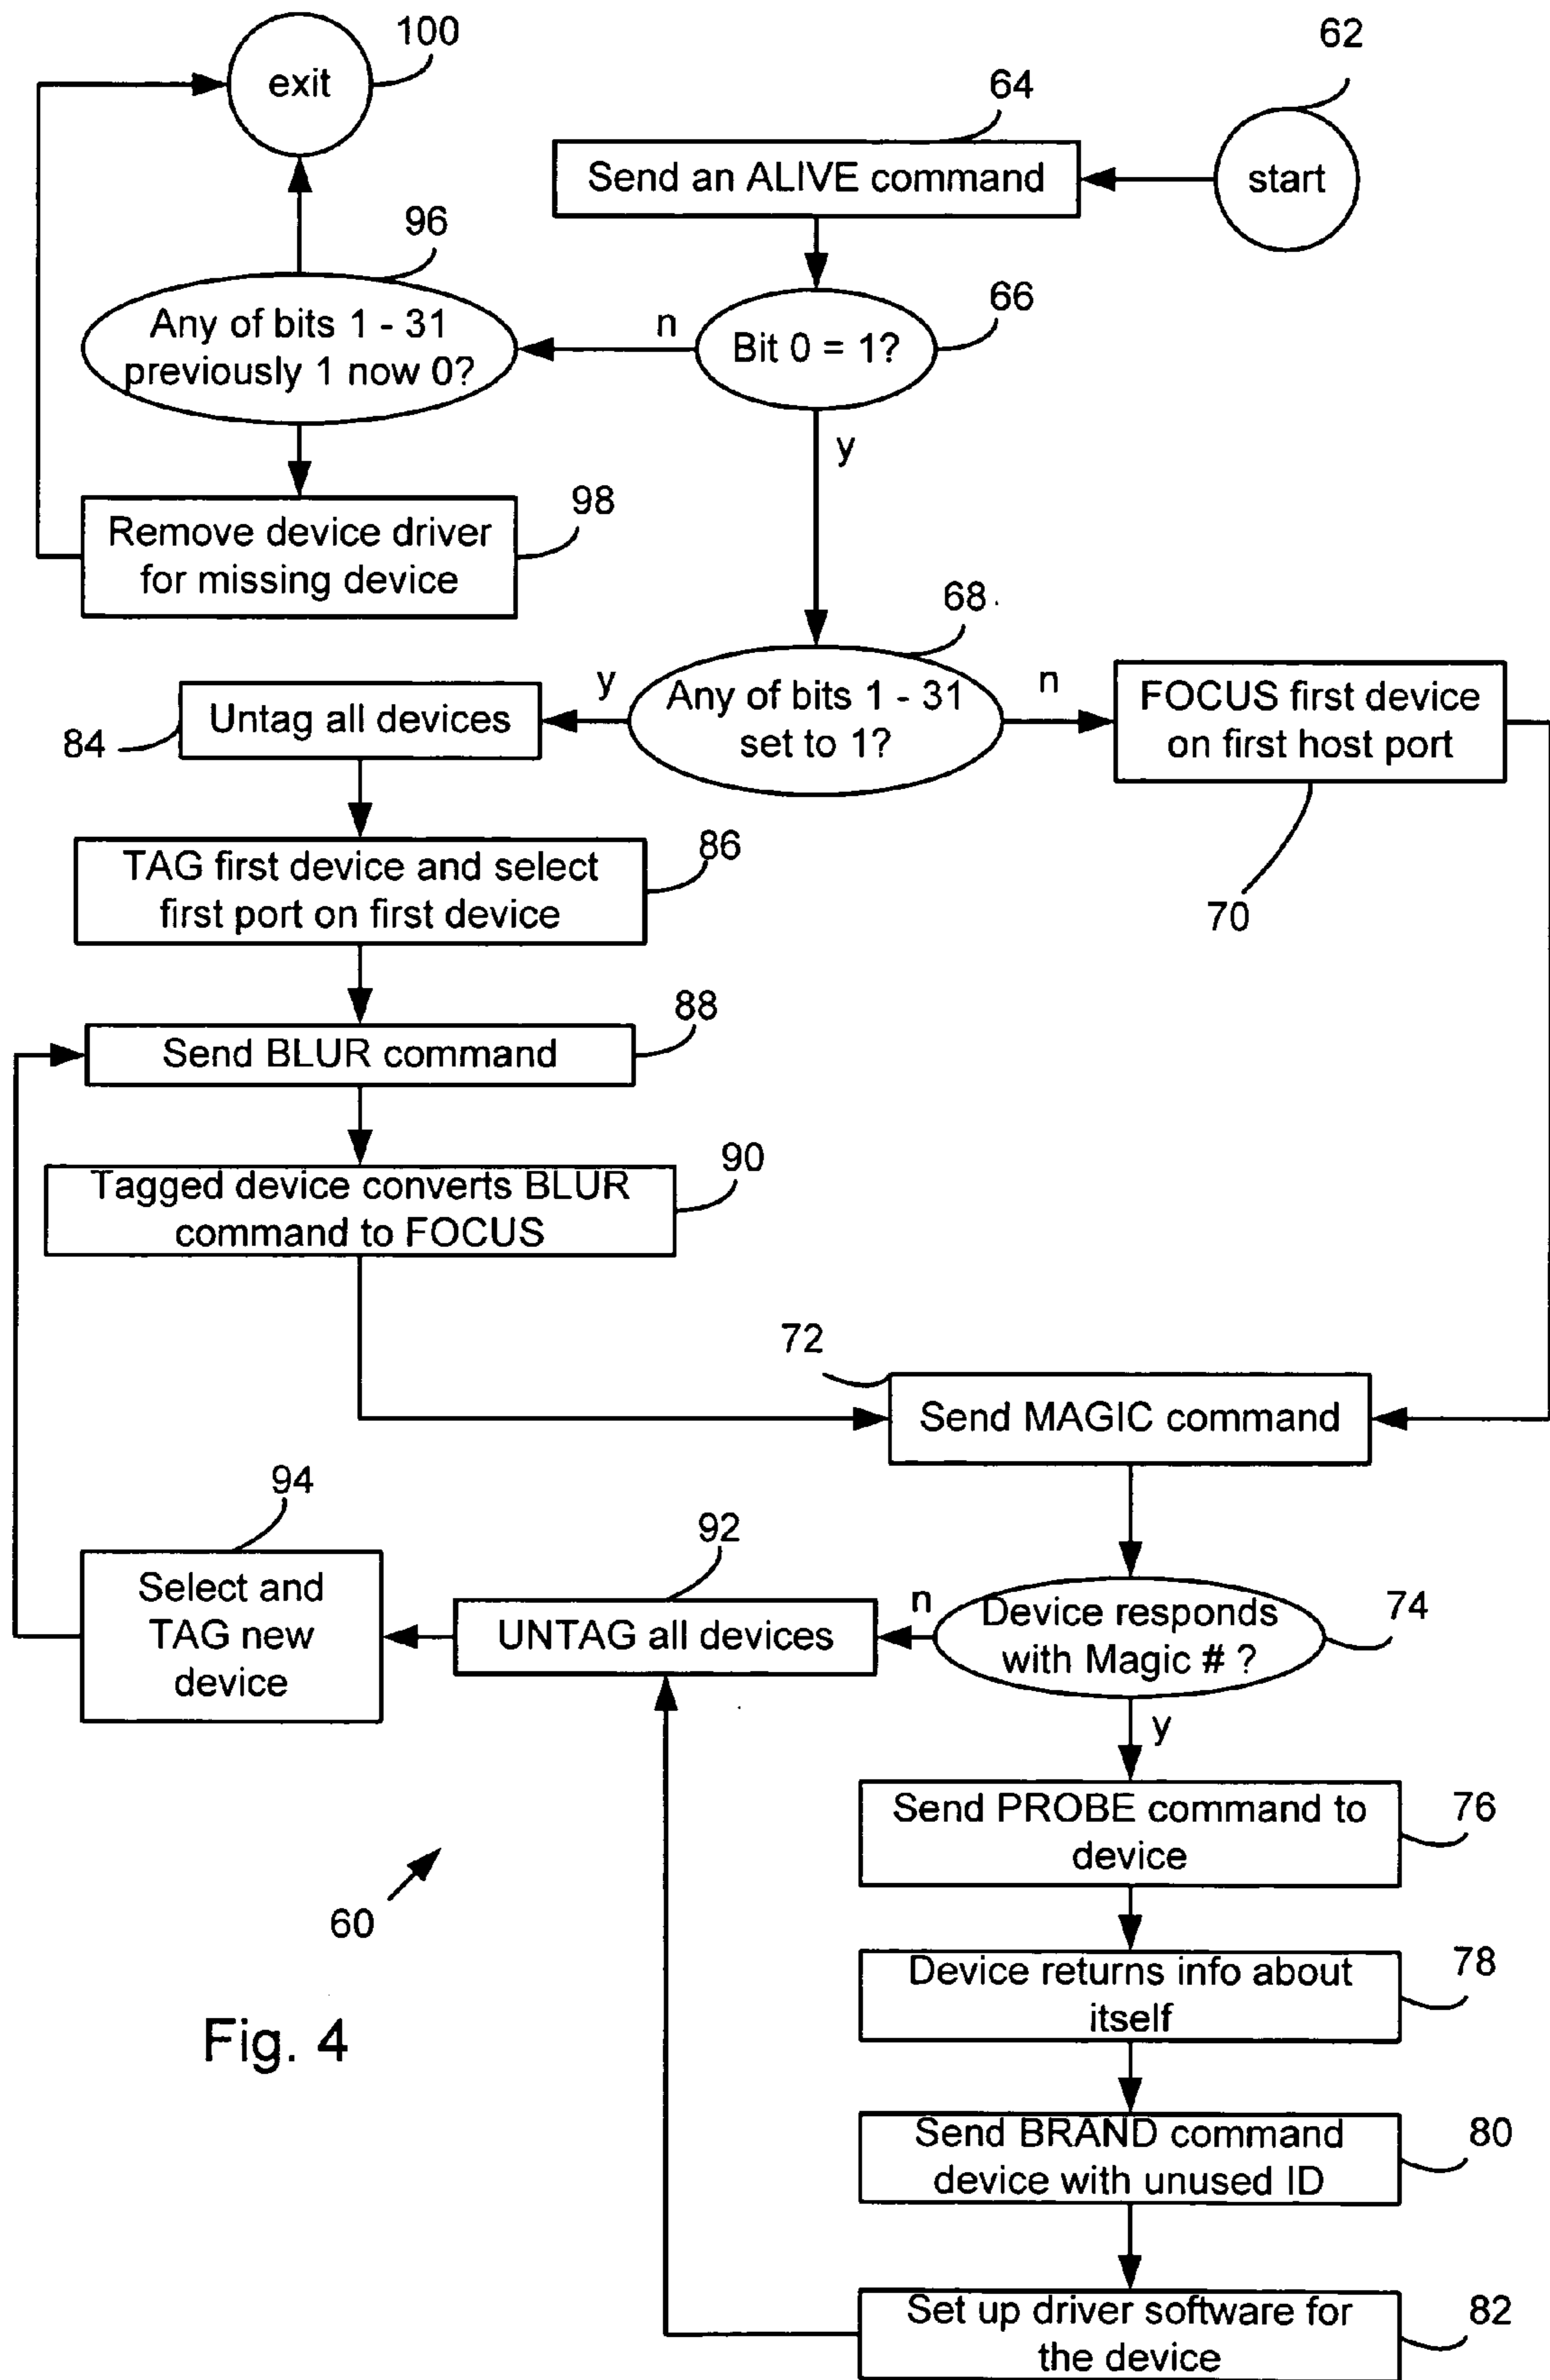 100
62
exit
64
Send an ALIVE command
start
96
66
Any of bits 1 - 31
previously 1 now 0?
n
Bit 0 = 1?
y
98
Remove device driver
for missing device
68
y
Any of bits 1 - 31
set to 1?
n
FOCUS first device
on first host port
Untag all devices
84
70
86
TAG first device and select
first port on first device
88
Send BLUR command
90
Tagged device converts BLUR
command to FOCUS
72
Send MAGIC command
94
92
Select and
TAG new
device
UNTAG all devices
n
Device responds
with Magic # ?
74
y
76
Send PROBE command to
device
60
78
Device returns info about
itself
Fig. 4
80
Send BRAND command
device with unused ID
82
Set up driver software for
the device